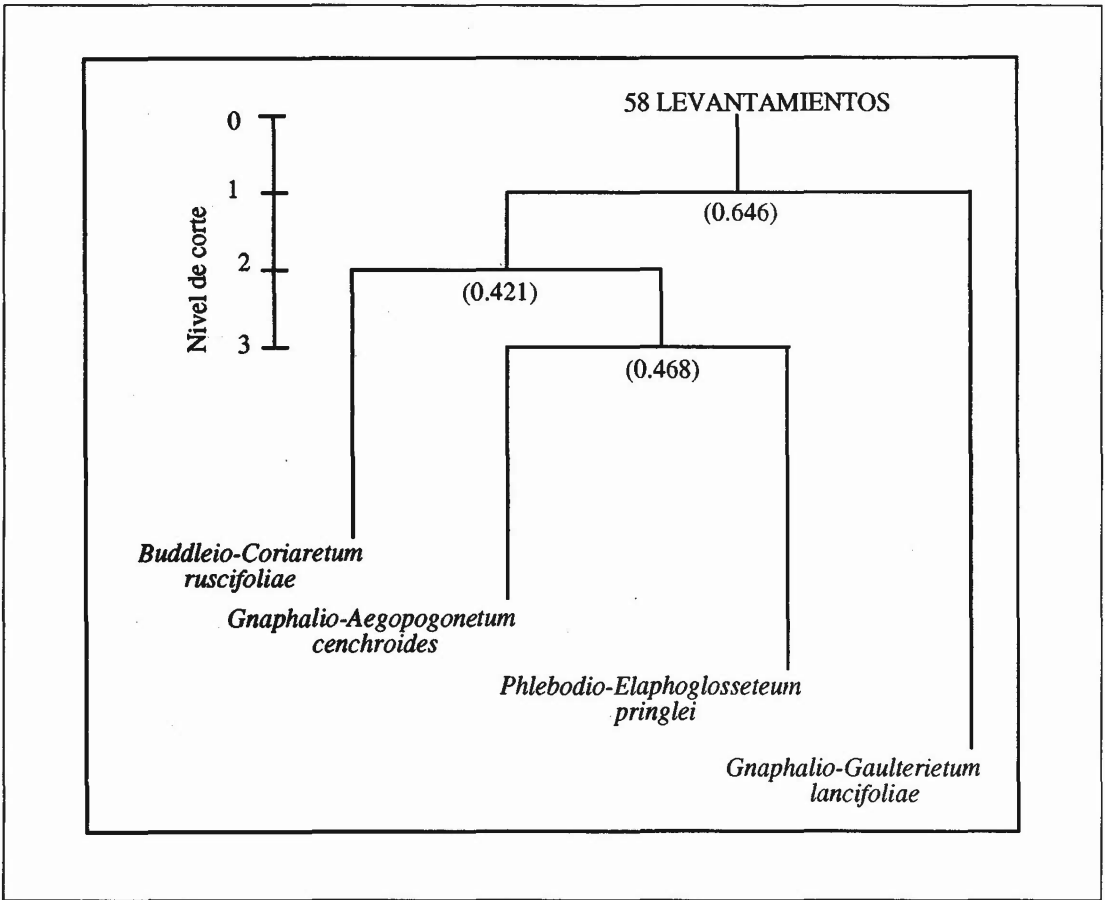 58 LEVANTAMIENTOS
0
1
2
3
Nivel de corte
(0.646)
(0.421)
(0.468)
Buddleio-Coriaretum
ruscifoliae
Gnaphalio-Aegopogonetum
cenchroides
Phlebodio-Elaphoglosseteum
pringlei
Gnaphalio-Gaulterietum
lancifoliae